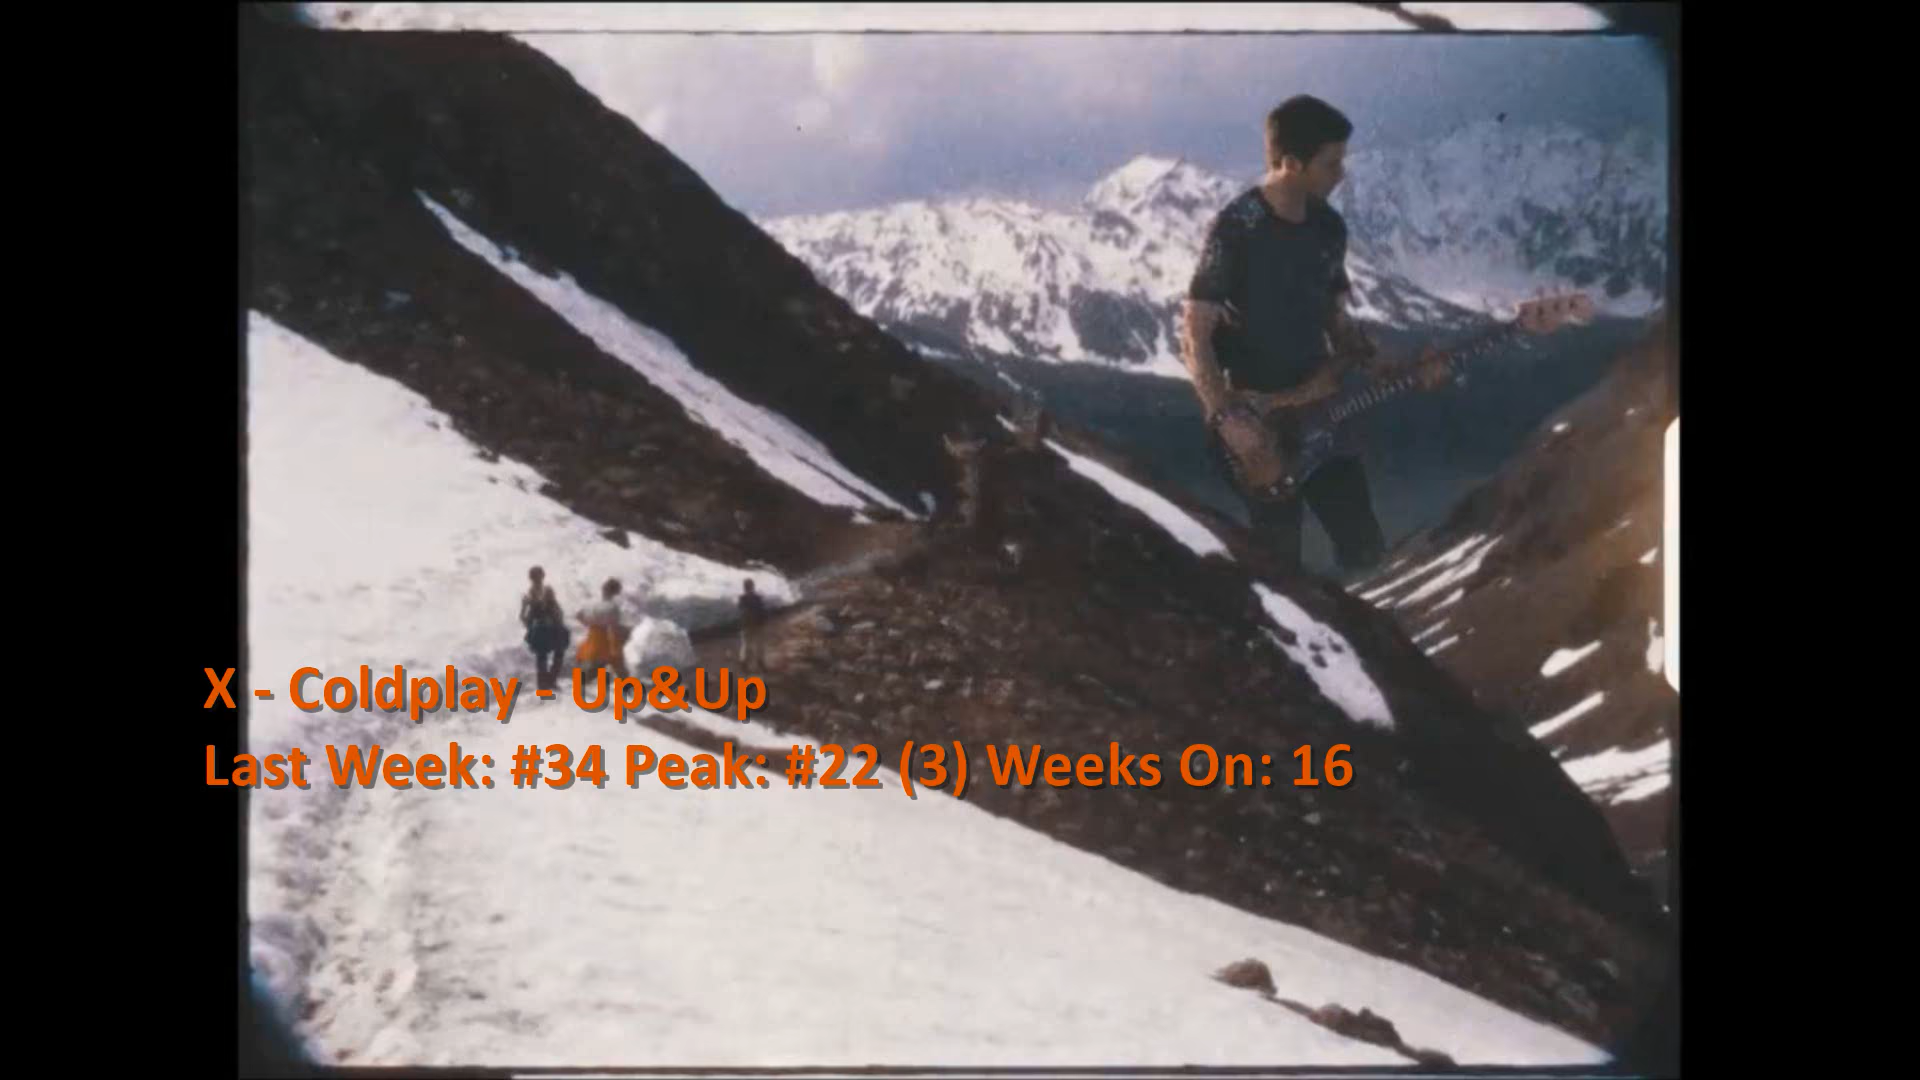 X - Coldplay - Up&Up
Last Week: #34 Peak: #22 (3) Weeks On: 16